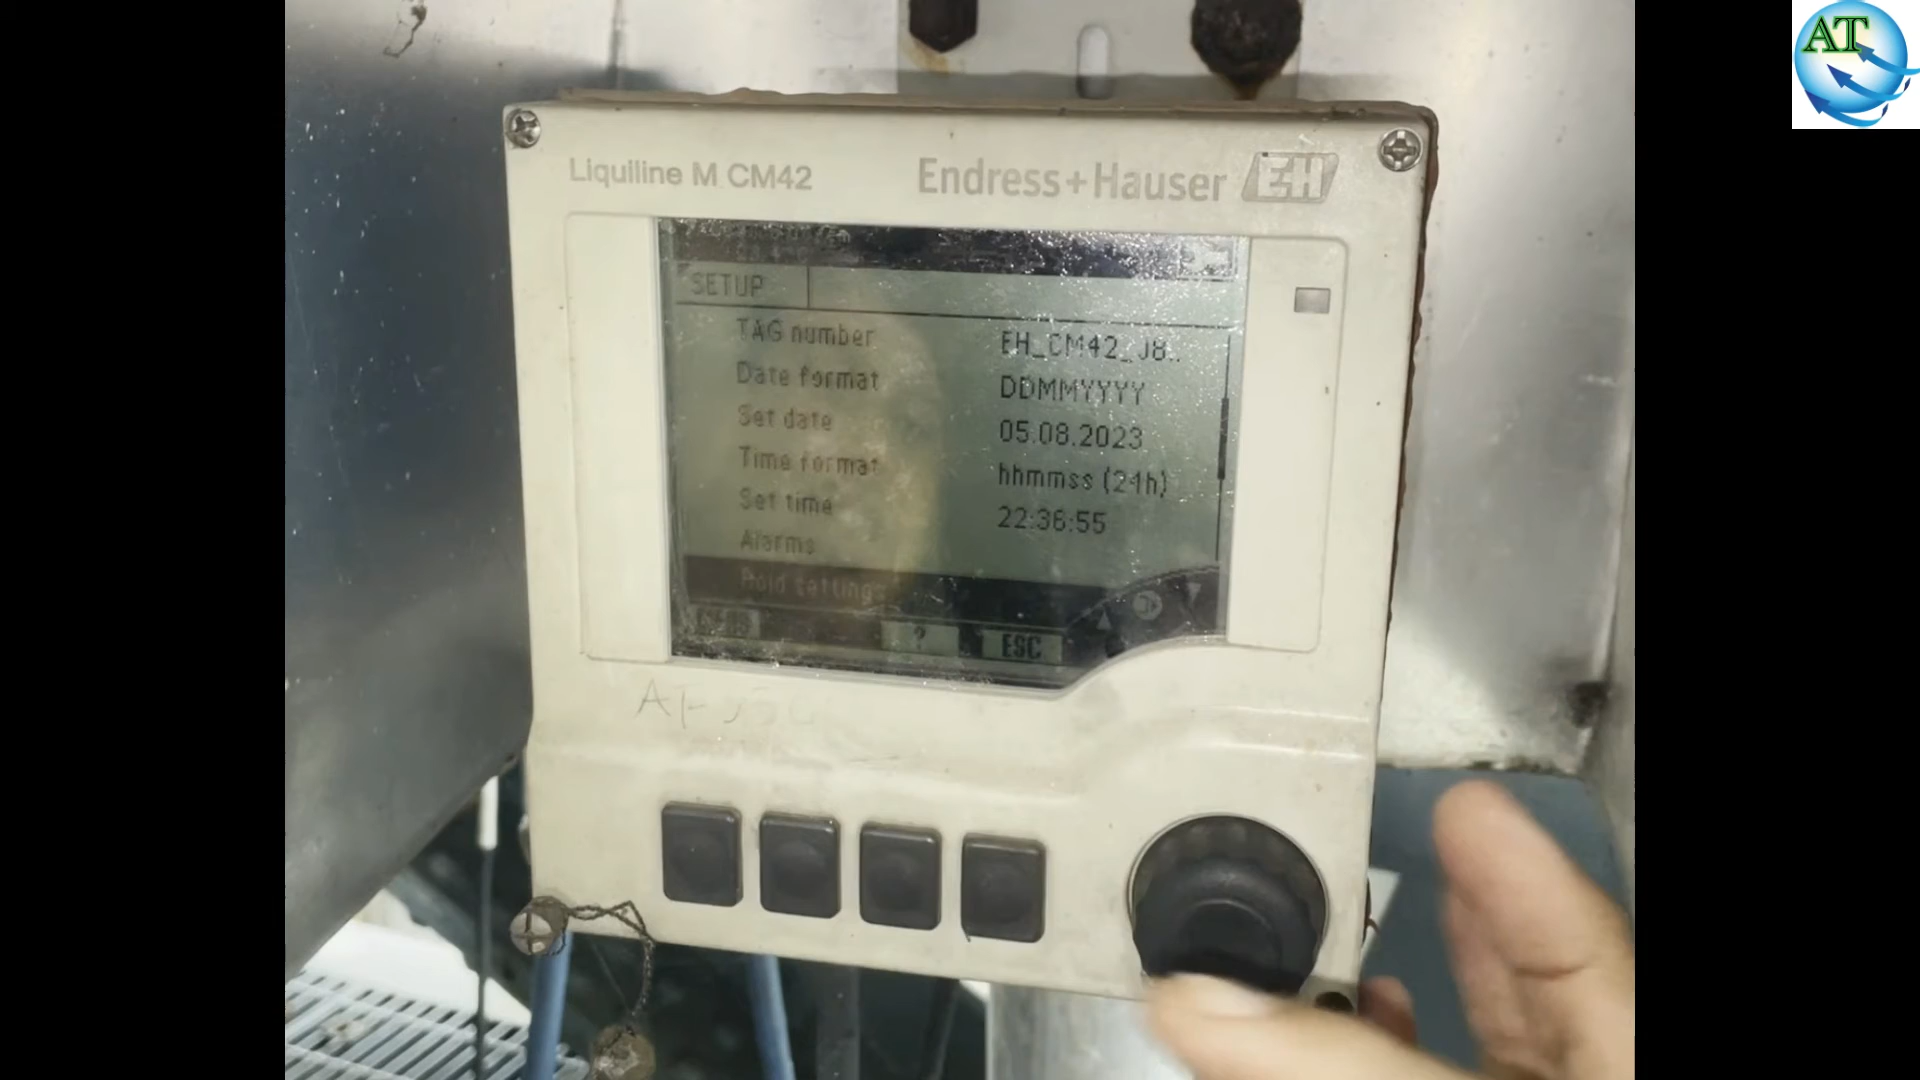 AT
Liquiline M CM42
Endress+Hauser EH
SETUP
TAG number EH_CM42_J8..
Date format DDMMYYYY
Set date 05.08.2023
Time format hhmmss (24h)
Set time 22:36:55
Alarms
Hold settings
? ESC